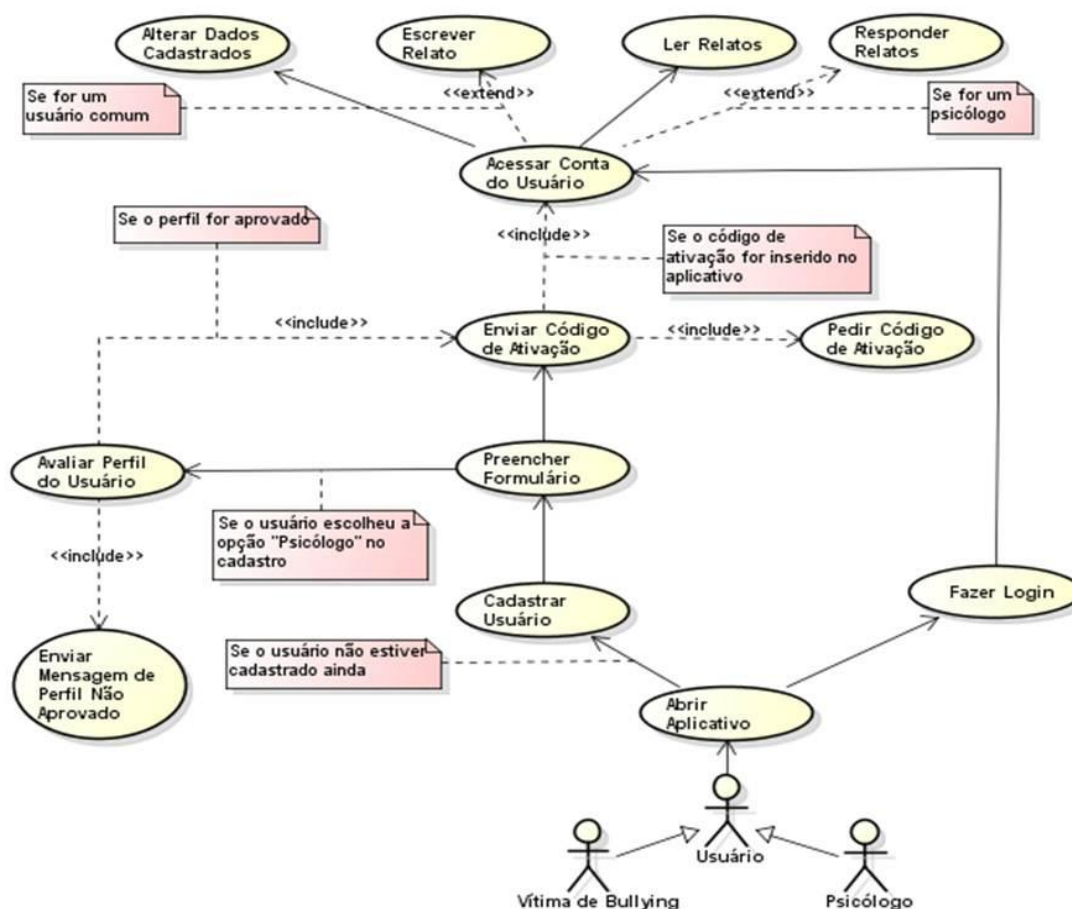 Alterar Dados
Cadastrados
Escrever
Relato
Ler Relatos
Responder
Relatos
Se for um
usuário comum
<<extend>>
<<extend>>
Se for um
psicólogo
Acessar Conta
do Usuário
Se o perfil for aprovado
<<include>>
Se o código de
ativação for inserido no
aplicativo
<<include>>
Enviar Código
de Ativação
<<include>>
Pedir Código
de Ativação
Avaliar Perfil
do Usuário
Preencher
Formulário
Se o usuário escolheu a
opção "Psicólogo" no
cadastro
<<include>>
Cadastrar
Usuário
Fazer Login
Enviar
Mensagem de
Perfil Não
Aprovado
Se o usuário não estiver
cadastrado ainda
Abrir
Aplicativo
Usuário
Vítima de Bullying
Psicólogo